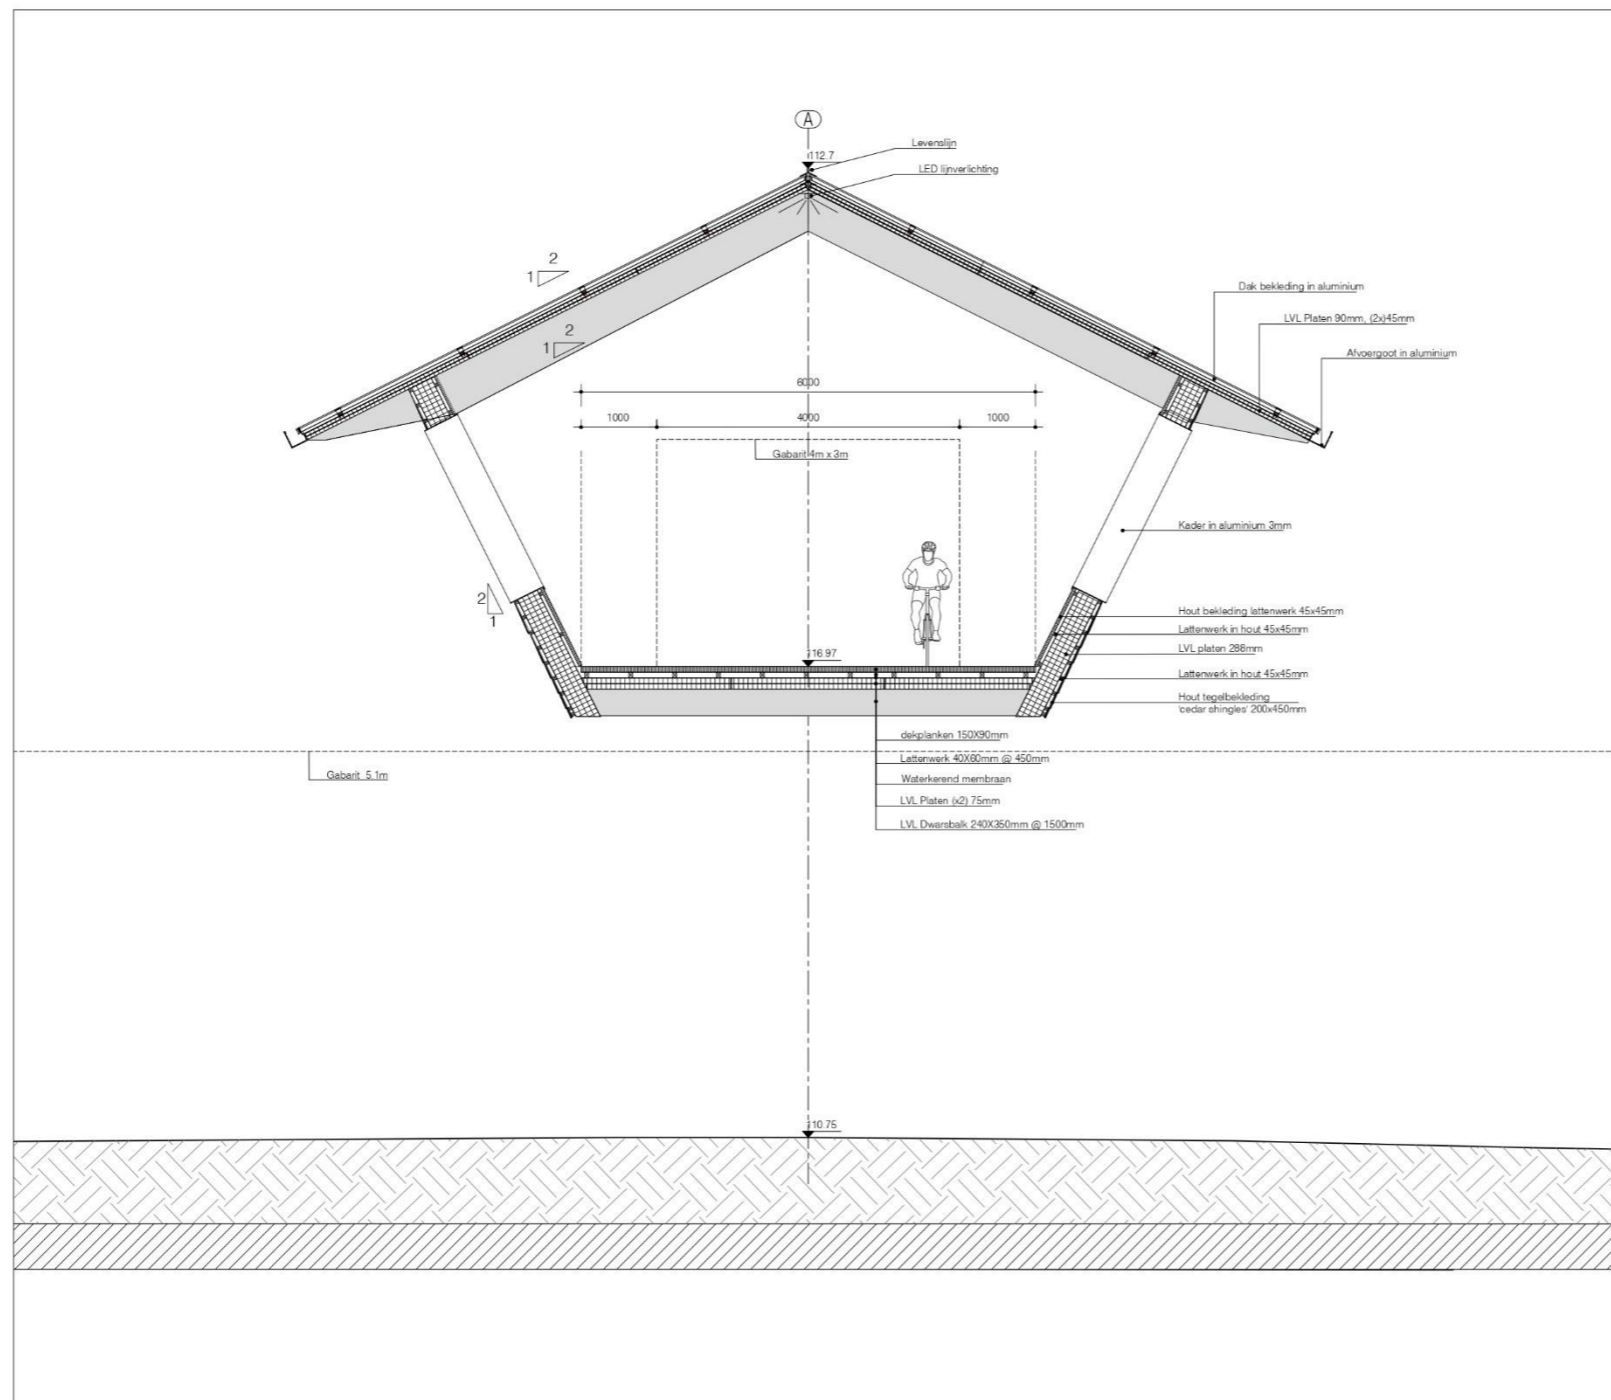 A
112.7
Levenslijn
LED lijnverlichting
2
1
2
1
Dak bekleding in aluminium
LVL Platen 90mm, (2x)45mm
Afvoergoot in aluminium
6000
1000
4000
1000
Gabarit 4m x 3m
Kader in aluminium 3mm
2
1
Hout bekleding lattenwerk 45x45mm
Lattenwerk in hout 45x45mm
LVL platen 288mm
Lattenwerk in hout 45x45mm
Hout tegelbekleding
'cedar shingles' 200x450mm
116.97
dekplanken 150X90mm
Lattenwerk 40X60mm @ 450mm
Waterkerend membraan
LVL Platen (x2) 75mm
LVL Dwarsbalk 240X350mm @ 1500mm
Gabarit 5.1m
110.75